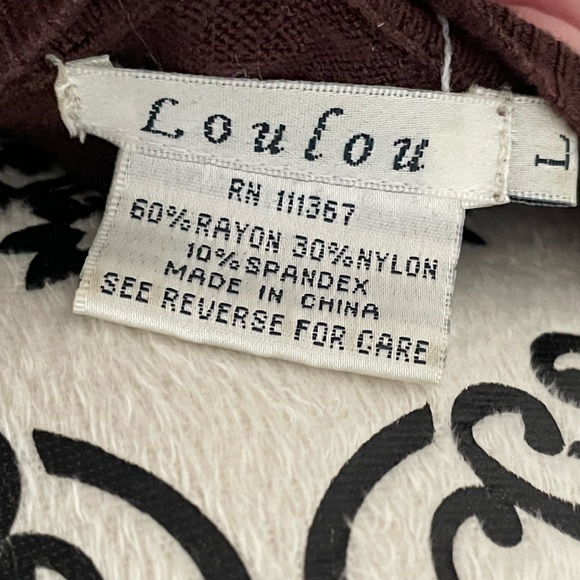 Loulou
L
RN 111367
60% RAYON 30% NYLON
10% SPANDEX
MADE IN CHINA
SEE REVERSE FOR CARE